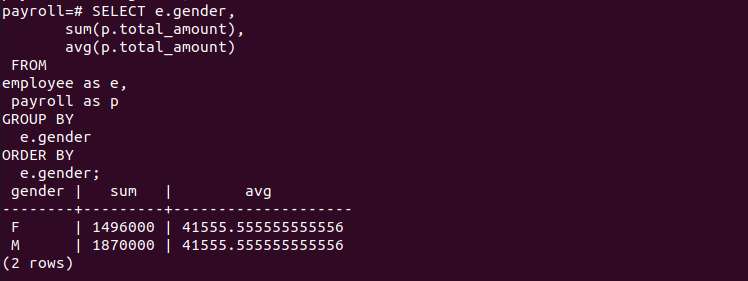 payroll=# SELECT e.gender,
       sum(p.total_amount),
       avg(p.total_amount)
 FROM
employee as e,
 payroll as p
GROUP BY
  e.gender
ORDER BY
  e.gender;
 gender |   sum   |        avg
--------+---------+--------------------
 F      | 1496000 | 41555.555555555556
 M      | 1870000 | 41555.555555555556
(2 rows)